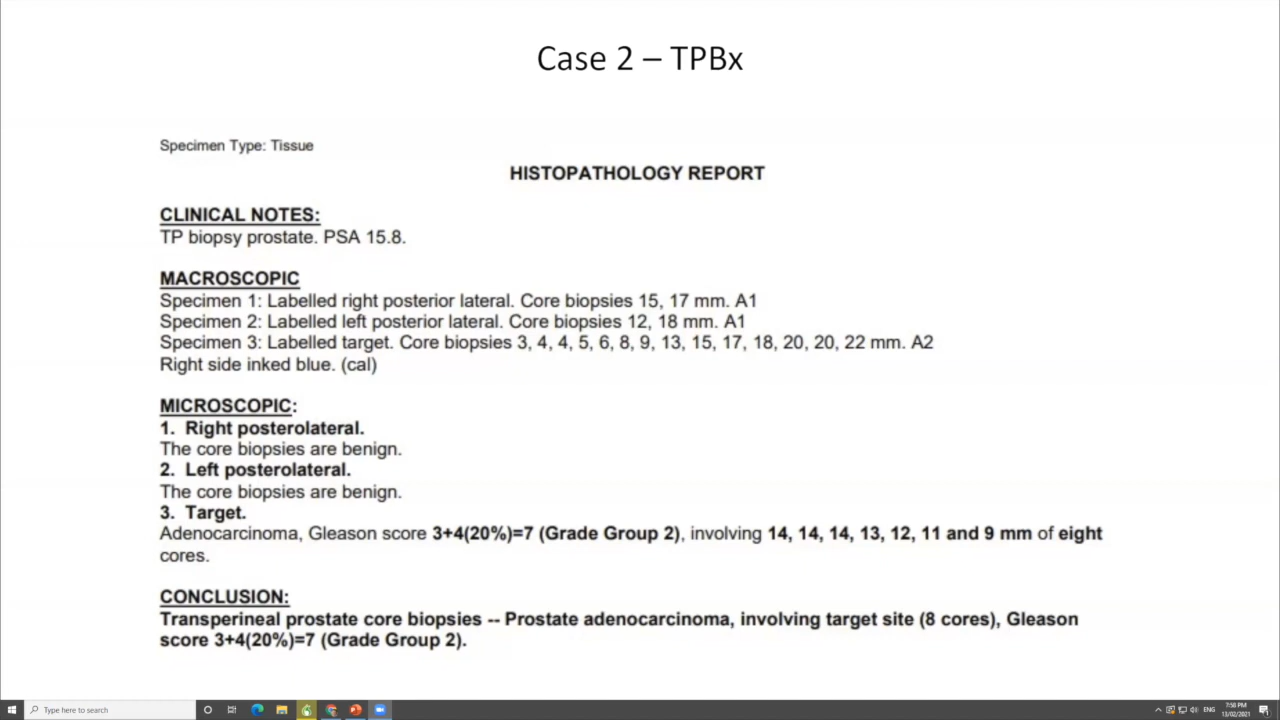 Case 2 – TPBx
Specimen Type: Tissue
HISTOPATHOLOGY REPORT
CLINICAL NOTES:
TP biopsy prostate. PSA 15.8.
MACROSCOPIC
Specimen 1: Labelled right posterior lateral. Core biopsies 15, 17 mm. A1
Specimen 2: Labelled left posterior lateral. Core biopsies 12, 18 mm. A1
Specimen 3: Labelled target. Core biopsies 3, 4, 4, 5, 6, 8, 9, 13, 15, 17, 18, 20, 20, 22 mm. A2
Right side inked blue. (cal)
MICROSCOPIC:
1. Right posterolateral.
The core biopsies are benign.
2. Left posterolateral.
The core biopsies are benign.
3. Target.
Adenocarcinoma, Gleason score 3+4(20%)=7 (Grade Group 2), involving 14, 14, 14, 13, 12, 11 and 9 mm of eight
cores.
CONCLUSION:
Transperineal prostate core biopsies -- Prostate adenocarcinoma, involving target site (8 cores), Gleason
score 3+4(20%)=7 (Grade Group 2).
Type here to search
ENG
7:56 PM
13/02/2021